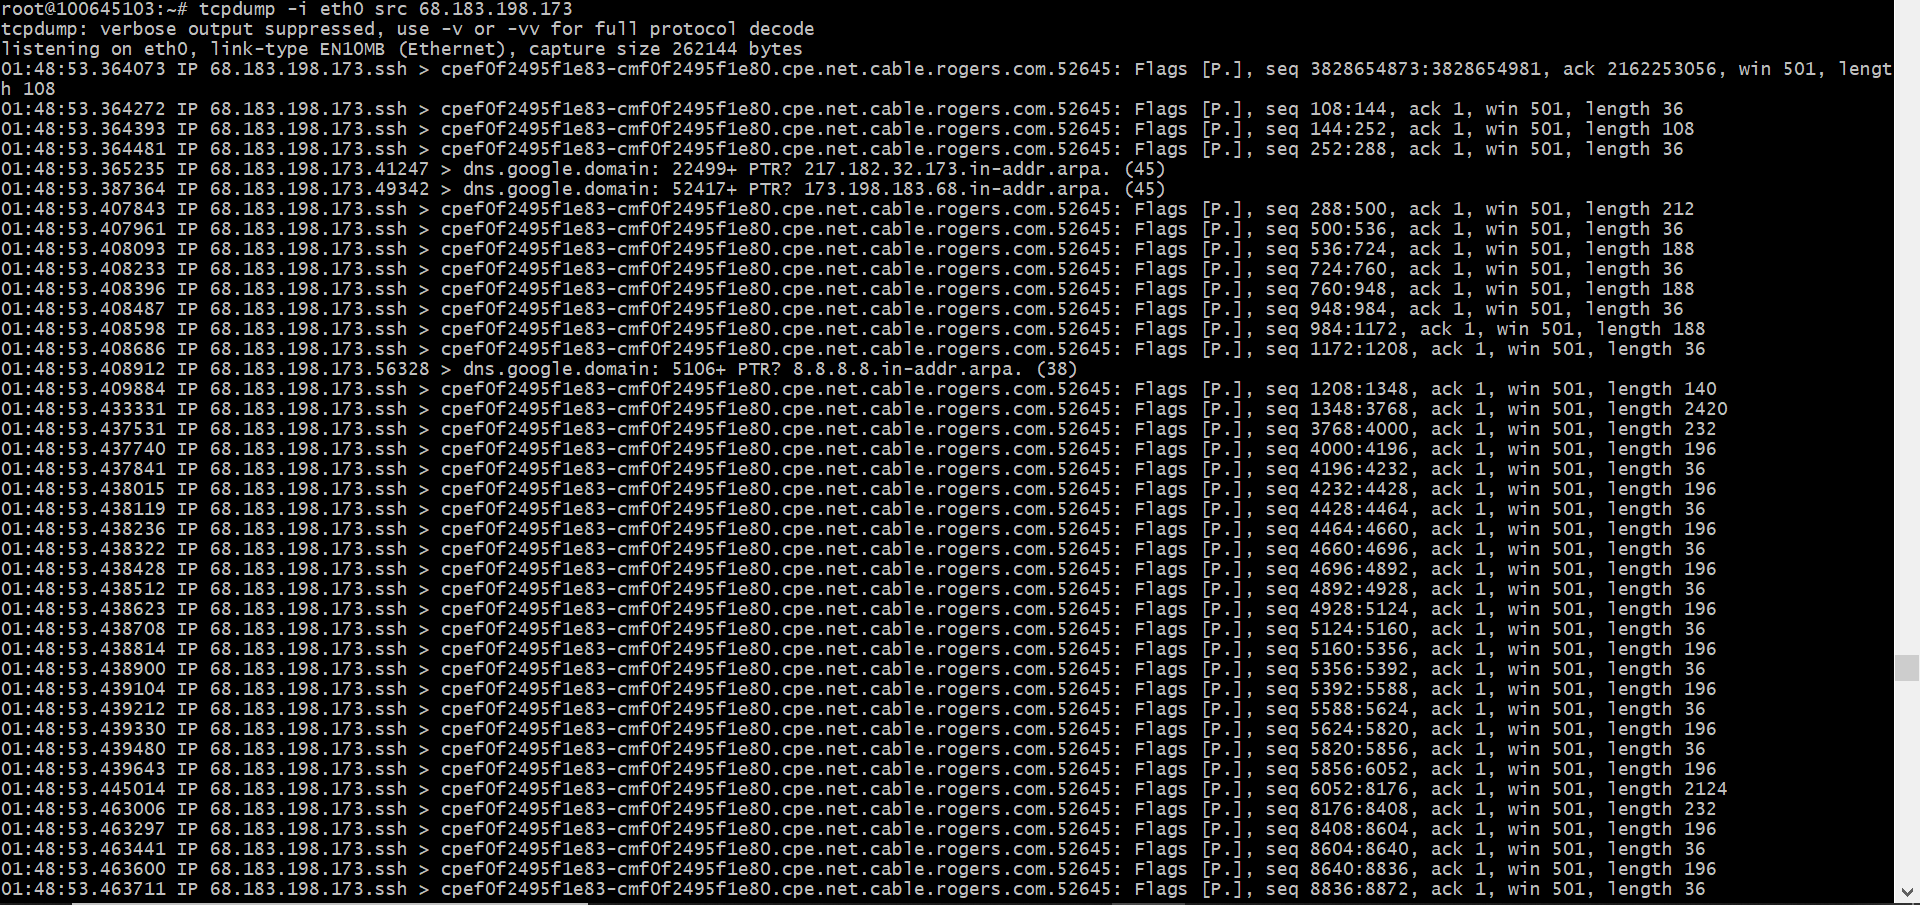 root@100645103:~# tcpdump -i eth0 src 68.183.198.173
tcpdump: verbose output suppressed, use -v or -vv for full protocol decode
listening on eth0, link-type EN10MB (Ethernet), capture size 262144 bytes
01:48:53.364073 IP 68.183.198.173.ssh > cpef0f2495f1e83-cmf0f2495f1e80.cpe.net.cable.rogers.com.52645: Flags [P.], seq 3828654873:3828654981, ack 2162253056, win 501, lengt
h 108
01:48:53.364272 IP 68.183.198.173.ssh > cpef0f2495f1e83-cmf0f2495f1e80.cpe.net.cable.rogers.com.52645: Flags [P.], seq 108:144, ack 1, win 501, length 36
01:48:53.364393 IP 68.183.198.173.ssh > cpef0f2495f1e83-cmf0f2495f1e80.cpe.net.cable.rogers.com.52645: Flags [P.], seq 144:252, ack 1, win 501, length 108
01:48:53.364481 IP 68.183.198.173.ssh > cpef0f2495f1e83-cmf0f2495f1e80.cpe.net.cable.rogers.com.52645: Flags [P.], seq 252:288, ack 1, win 501, length 36
01:48:53.365235 IP 68.183.198.173.41247 > dns.google.domain: 22499+ PTR? 217.182.32.173.in-addr.arpa. (45)
01:48:53.387364 IP 68.183.198.173.49342 > dns.google.domain: 52417+ PTR? 173.198.183.68.in-addr.arpa. (45)
01:48:53.407843 IP 68.183.198.173.ssh > cpef0f2495f1e83-cmf0f2495f1e80.cpe.net.cable.rogers.com.52645: Flags [P.], seq 288:500, ack 1, win 501, length 212
01:48:53.407961 IP 68.183.198.173.ssh > cpef0f2495f1e83-cmf0f2495f1e80.cpe.net.cable.rogers.com.52645: Flags [P.], seq 500:536, ack 1, win 501, length 36
01:48:53.408093 IP 68.183.198.173.ssh > cpef0f2495f1e83-cmf0f2495f1e80.cpe.net.cable.rogers.com.52645: Flags [P.], seq 536:724, ack 1, win 501, length 188
01:48:53.408233 IP 68.183.198.173.ssh > cpef0f2495f1e83-cmf0f2495f1e80.cpe.net.cable.rogers.com.52645: Flags [P.], seq 724:760, ack 1, win 501, length 36
01:48:53.408396 IP 68.183.198.173.ssh > cpef0f2495f1e83-cmf0f2495f1e80.cpe.net.cable.rogers.com.52645: Flags [P.], seq 760:948, ack 1, win 501, length 188
01:48:53.408487 IP 68.183.198.173.ssh > cpef0f2495f1e83-cmf0f2495f1e80.cpe.net.cable.rogers.com.52645: Flags [P.], seq 948:984, ack 1, win 501, length 36
01:48:53.408598 IP 68.183.198.173.ssh > cpef0f2495f1e83-cmf0f2495f1e80.cpe.net.cable.rogers.com.52645: Flags [P.], seq 984:1172, ack 1, win 501, length 188
01:48:53.408686 IP 68.183.198.173.ssh > cpef0f2495f1e83-cmf0f2495f1e80.cpe.net.cable.rogers.com.52645: Flags [P.], seq 1172:1208, ack 1, win 501, length 36
01:48:53.408912 IP 68.183.198.173.56328 > dns.google.domain: 5106+ PTR? 8.8.8.8.in-addr.arpa. (38)
01:48:53.409884 IP 68.183.198.173.ssh > cpef0f2495f1e83-cmf0f2495f1e80.cpe.net.cable.rogers.com.52645: Flags [P.], seq 1208:1348, ack 1, win 501, length 140
01:48:53.433331 IP 68.183.198.173.ssh > cpef0f2495f1e83-cmf0f2495f1e80.cpe.net.cable.rogers.com.52645: Flags [P.], seq 1348:3768, ack 1, win 501, length 2420
01:48:53.437531 IP 68.183.198.173.ssh > cpef0f2495f1e83-cmf0f2495f1e80.cpe.net.cable.rogers.com.52645: Flags [P.], seq 3768:4000, ack 1, win 501, length 232
01:48:53.437740 IP 68.183.198.173.ssh > cpef0f2495f1e83-cmf0f2495f1e80.cpe.net.cable.rogers.com.52645: Flags [P.], seq 4000:4196, ack 1, win 501, length 196
01:48:53.437841 IP 68.183.198.173.ssh > cpef0f2495f1e83-cmf0f2495f1e80.cpe.net.cable.rogers.com.52645: Flags [P.], seq 4196:4232, ack 1, win 501, length 36
01:48:53.438015 IP 68.183.198.173.ssh > cpef0f2495f1e83-cmf0f2495f1e80.cpe.net.cable.rogers.com.52645: Flags [P.], seq 4232:4428, ack 1, win 501, length 196
01:48:53.438119 IP 68.183.198.173.ssh > cpef0f2495f1e83-cmf0f2495f1e80.cpe.net.cable.rogers.com.52645: Flags [P.], seq 4428:4464, ack 1, win 501, length 36
01:48:53.438236 IP 68.183.198.173.ssh > cpef0f2495f1e83-cmf0f2495f1e80.cpe.net.cable.rogers.com.52645: Flags [P.], seq 4464:4660, ack 1, win 501, length 196
01:48:53.438322 IP 68.183.198.173.ssh > cpef0f2495f1e83-cmf0f2495f1e80.cpe.net.cable.rogers.com.52645: Flags [P.], seq 4660:4696, ack 1, win 501, length 36
01:48:53.438428 IP 68.183.198.173.ssh > cpef0f2495f1e83-cmf0f2495f1e80.cpe.net.cable.rogers.com.52645: Flags [P.], seq 4696:4892, ack 1, win 501, length 196
01:48:53.438512 IP 68.183.198.173.ssh > cpef0f2495f1e83-cmf0f2495f1e80.cpe.net.cable.rogers.com.52645: Flags [P.], seq 4892:4928, ack 1, win 501, length 36
01:48:53.438623 IP 68.183.198.173.ssh > cpef0f2495f1e83-cmf0f2495f1e80.cpe.net.cable.rogers.com.52645: Flags [P.], seq 4928:5124, ack 1, win 501, length 196
01:48:53.438708 IP 68.183.198.173.ssh > cpef0f2495f1e83-cmf0f2495f1e80.cpe.net.cable.rogers.com.52645: Flags [P.], seq 5124:5160, ack 1, win 501, length 36
01:48:53.438814 IP 68.183.198.173.ssh > cpef0f2495f1e83-cmf0f2495f1e80.cpe.net.cable.rogers.com.52645: Flags [P.], seq 5160:5356, ack 1, win 501, length 196
01:48:53.438900 IP 68.183.198.173.ssh > cpef0f2495f1e83-cmf0f2495f1e80.cpe.net.cable.rogers.com.52645: Flags [P.], seq 5356:5392, ack 1, win 501, length 36
01:48:53.439104 IP 68.183.198.173.ssh > cpef0f2495f1e83-cmf0f2495f1e80.cpe.net.cable.rogers.com.52645: Flags [P.], seq 5392:5588, ack 1, win 501, length 196
01:48:53.439212 IP 68.183.198.173.ssh > cpef0f2495f1e83-cmf0f2495f1e80.cpe.net.cable.rogers.com.52645: Flags [P.], seq 5588:5624, ack 1, win 501, length 36
01:48:53.439330 IP 68.183.198.173.ssh > cpef0f2495f1e83-cmf0f2495f1e80.cpe.net.cable.rogers.com.52645: Flags [P.], seq 5624:5820, ack 1, win 501, length 196
01:48:53.439480 IP 68.183.198.173.ssh > cpef0f2495f1e83-cmf0f2495f1e80.cpe.net.cable.rogers.com.52645: Flags [P.], seq 5820:5856, ack 1, win 501, length 36
01:48:53.439643 IP 68.183.198.173.ssh > cpef0f2495f1e83-cmf0f2495f1e80.cpe.net.cable.rogers.com.52645: Flags [P.], seq 5856:6052, ack 1, win 501, length 196
01:48:53.445014 IP 68.183.198.173.ssh > cpef0f2495f1e83-cmf0f2495f1e80.cpe.net.cable.rogers.com.52645: Flags [P.], seq 6052:8176, ack 1, win 501, length 2124
01:48:53.463006 IP 68.183.198.173.ssh > cpef0f2495f1e83-cmf0f2495f1e80.cpe.net.cable.rogers.com.52645: Flags [P.], seq 8176:8408, ack 1, win 501, length 232
01:48:53.463297 IP 68.183.198.173.ssh > cpef0f2495f1e83-cmf0f2495f1e80.cpe.net.cable.rogers.com.52645: Flags [P.], seq 8408:8604, ack 1, win 501, length 196
01:48:53.463441 IP 68.183.198.173.ssh > cpef0f2495f1e83-cmf0f2495f1e80.cpe.net.cable.rogers.com.52645: Flags [P.], seq 8604:8640, ack 1, win 501, length 36
01:48:53.463600 IP 68.183.198.173.ssh > cpef0f2495f1e83-cmf0f2495f1e80.cpe.net.cable.rogers.com.52645: Flags [P.], seq 8640:8836, ack 1, win 501, length 196
01:48:53.463711 IP 68.183.198.173.ssh > cpef0f2495f1e83-cmf0f2495f1e80.cpe.net.cable.rogers.com.52645: Flags [P.], seq 8836:8872, ack 1, win 501, length 36